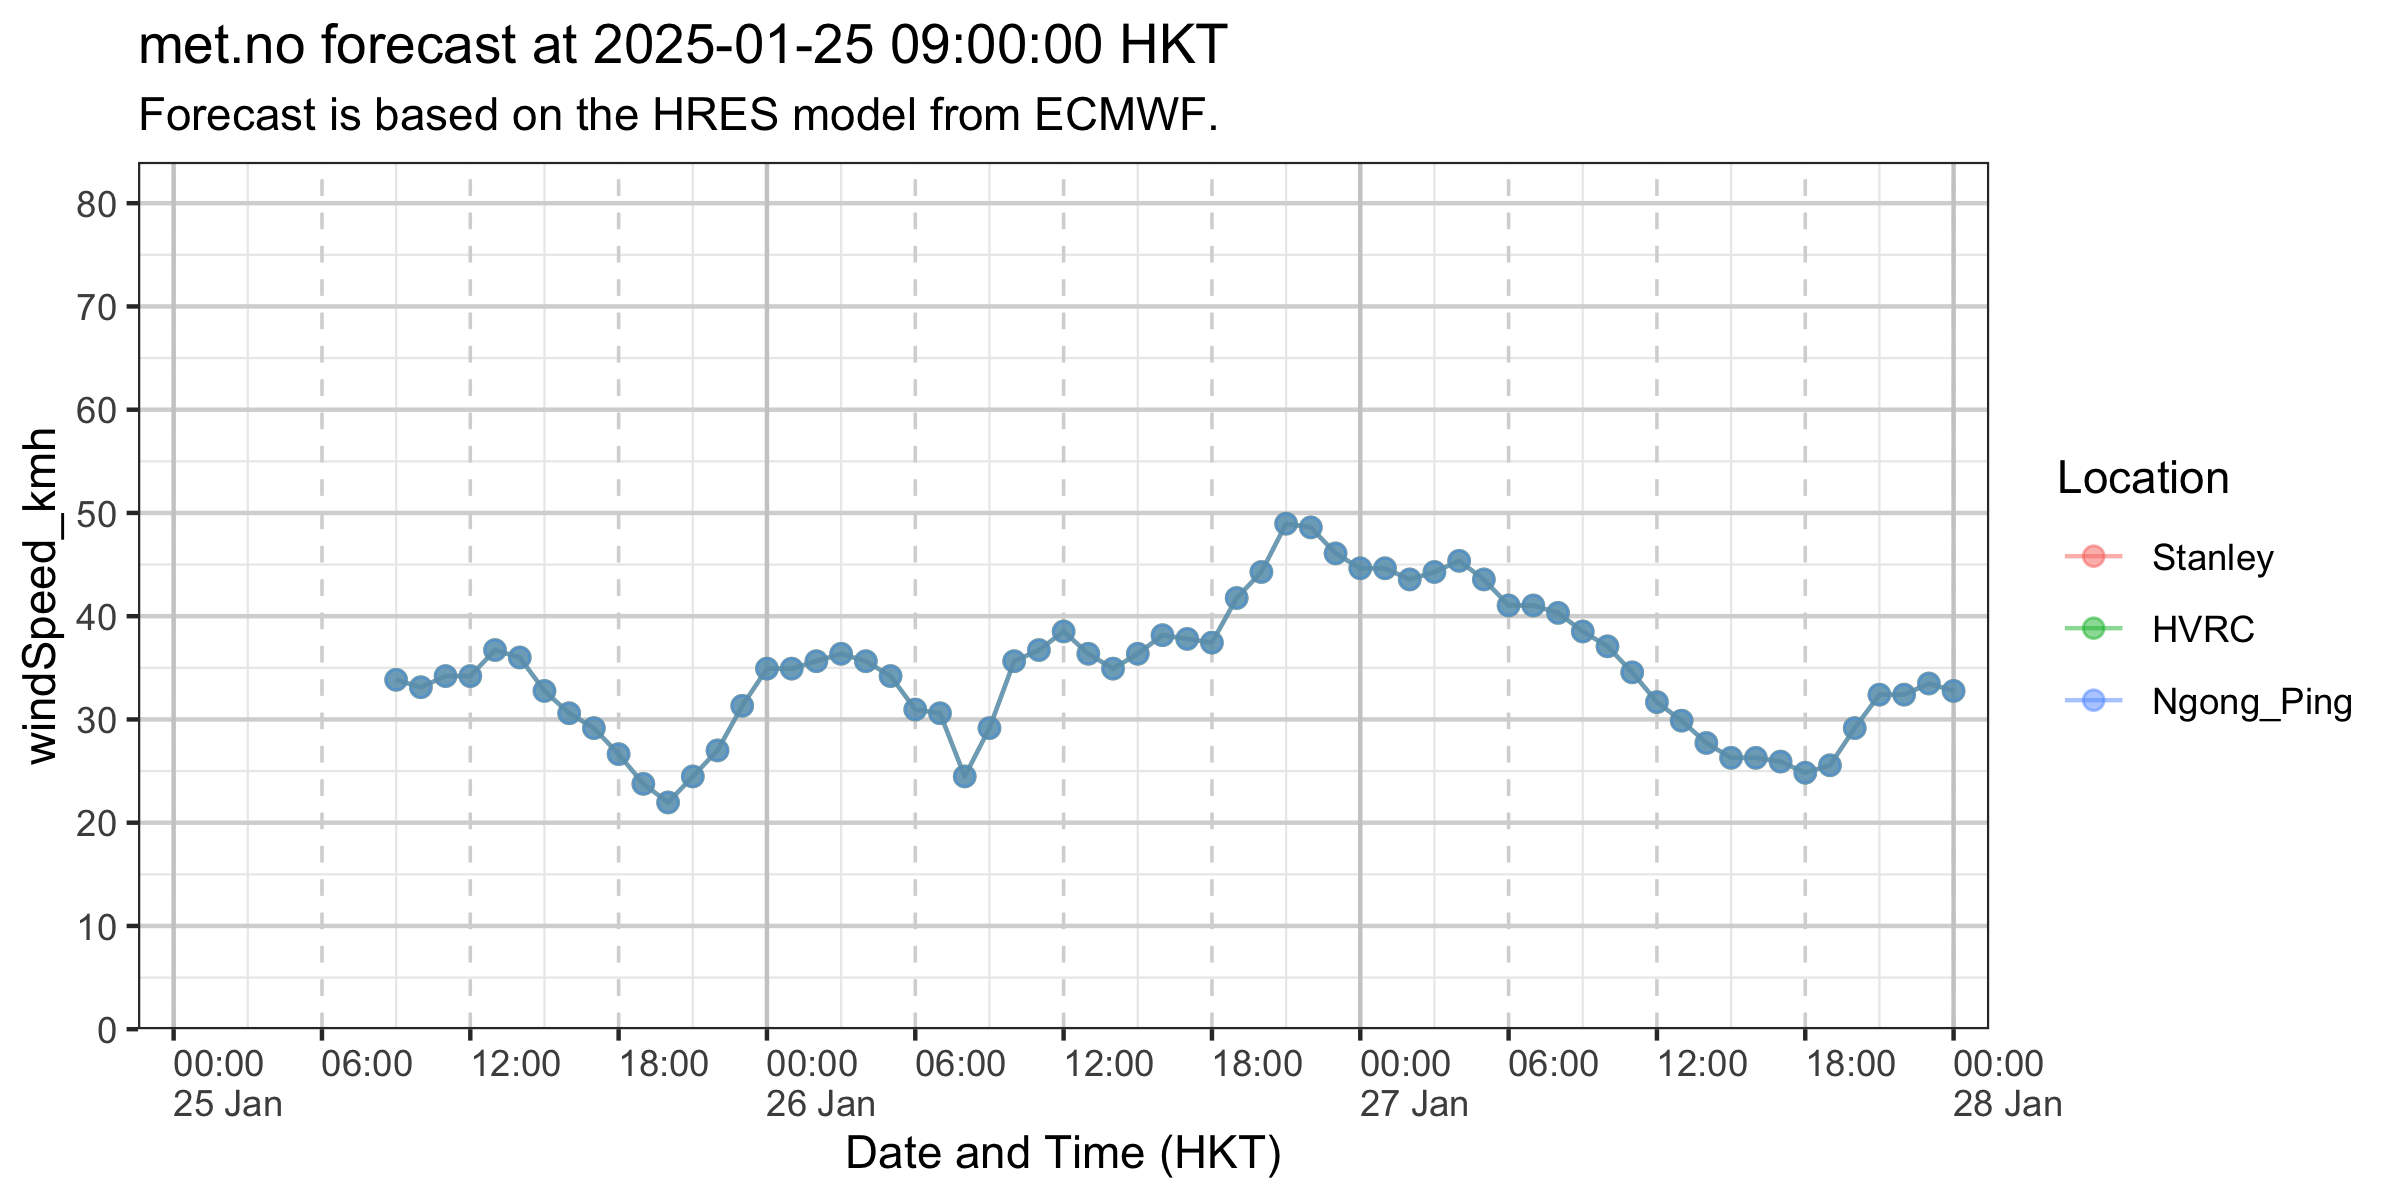 met.no forecast at 2025-01-25 09:00:00 HKT
Forecast is based on the HRES model from ECMWF.
windSpeed_kmh
80
70
60
50
40
30
20
10
0
00:00 06:00 12:00 18:00 00:00 06:00 12:00 18:00 00:00 06:00 12:00 18:00 00:00
25 Jan 26 Jan 27 Jan 28 Jan
Date and Time (HKT)
Location
Stanley
HVRC
Ngong_Ping